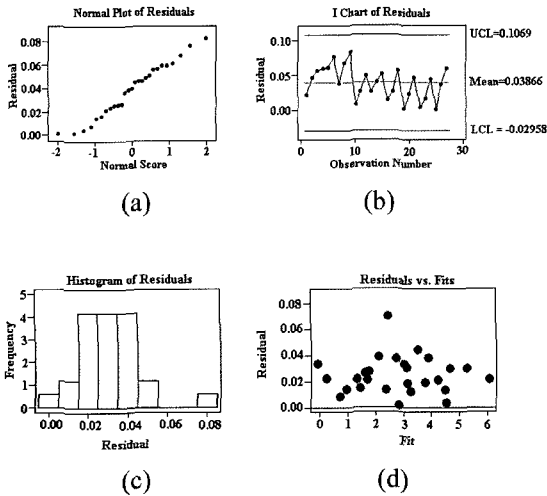 Normal Plot of Residuals
Residual
0.08
0.06
0.04
0.02
0.00
-2 -1 0 1 2
Normal Score
(a)
I Chart of Residuals
Residual
0.10
0.05
0.00
UCL=0.1069
Mean=0.03866
LCL = -0.02958
0 10 20 30
Observation Number
(b)
Histogram of Residuals
Frequency
5
4
3
2
1
0
0.00 0.02 0.04 0.06 0.08
Residual
(c)
Residuals vs. Fits
Residual
0.08
0.06
0.04
0.02
0.00
0 1 2 3 4 5 6
Fit
(d)